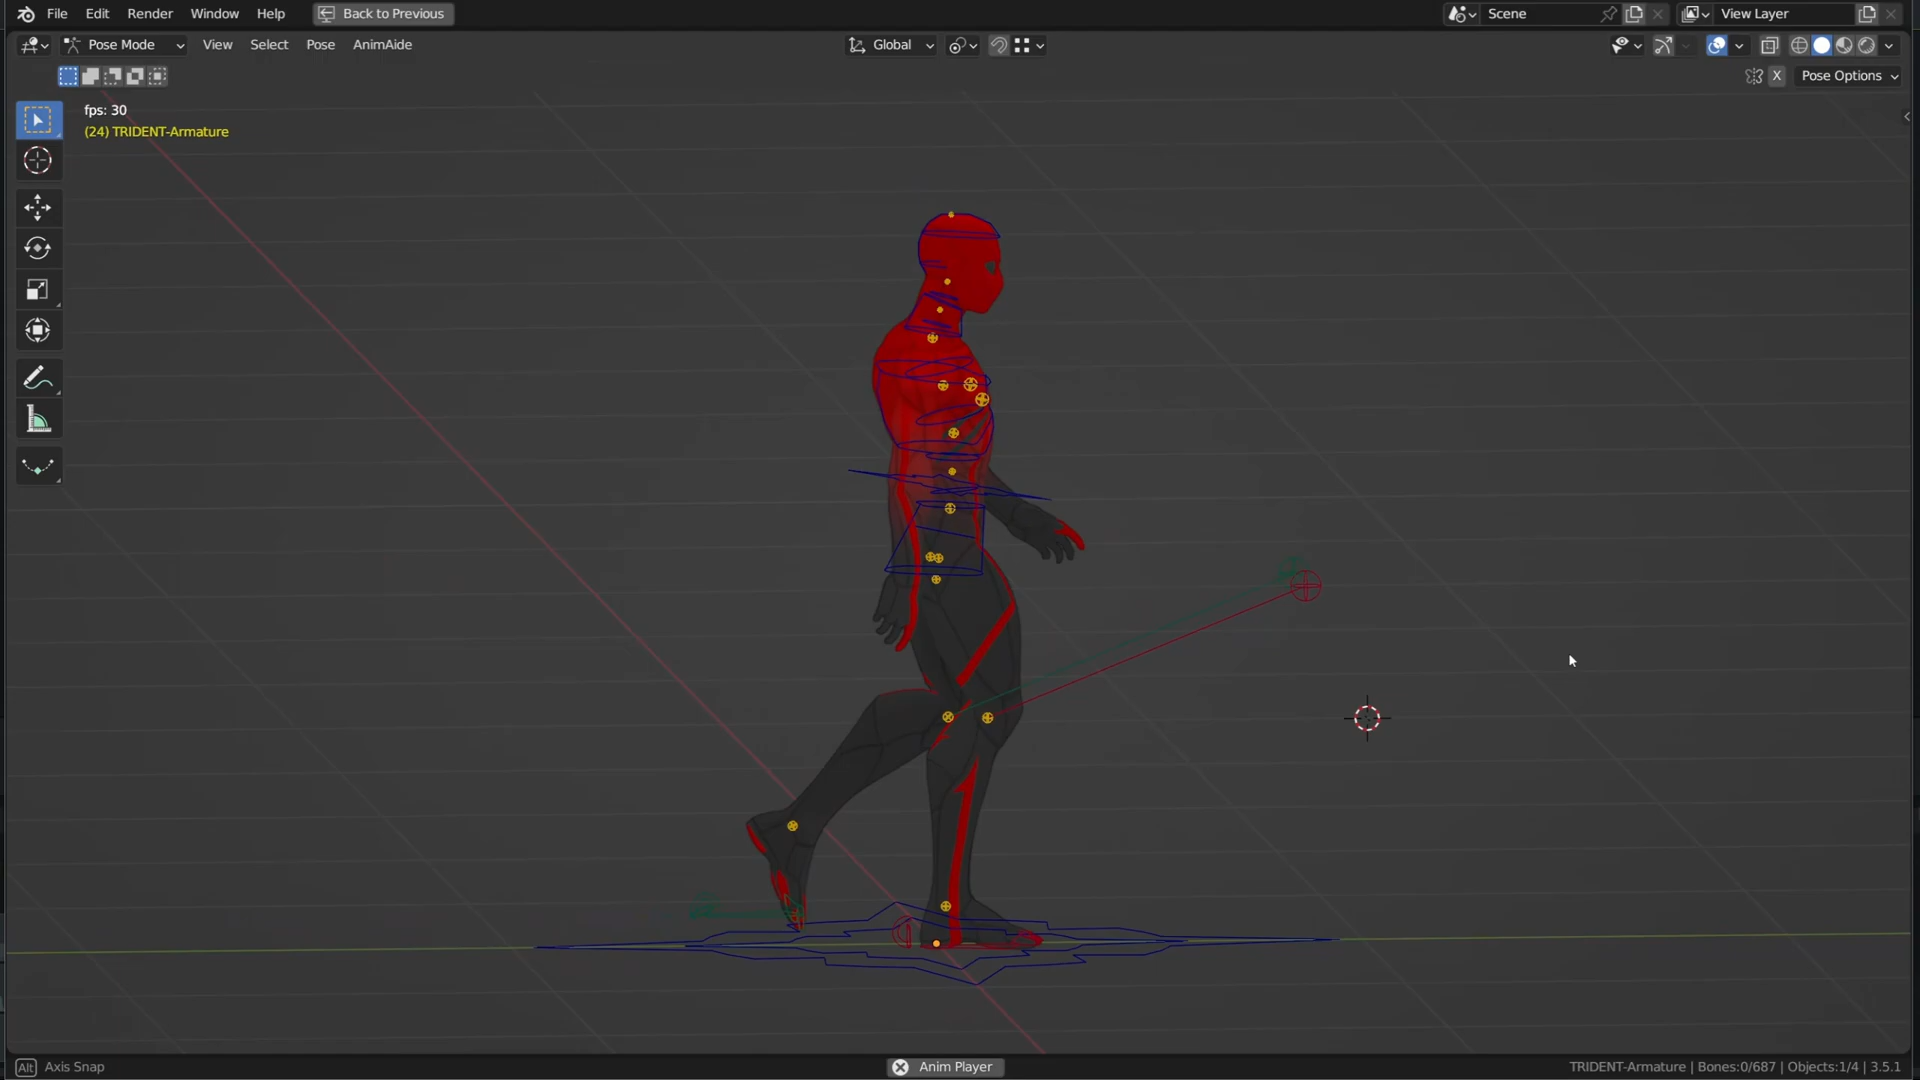 File Edit Render Window Help Back to Previous Scene View Layer
Pose Mode View Select Pose AnimAide Global
X Pose Options
fps: 30
(24) TRIDENT-Armature
Alt Axis Snap Anim Player TRIDENT-Armature | Bones:0/687 | Objects:1/4 | 3.5.1